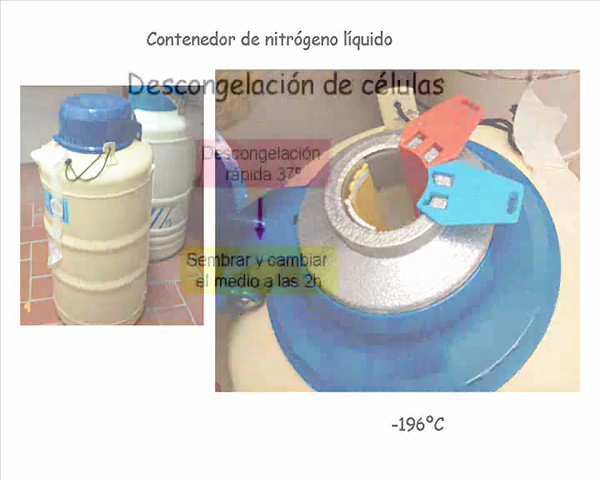 Contenedor de nitrógeno líquido
Descongelación de células
Descongelación
rápida 37º
Sembrar y cambiar
el medio a las 2h
-196ºC